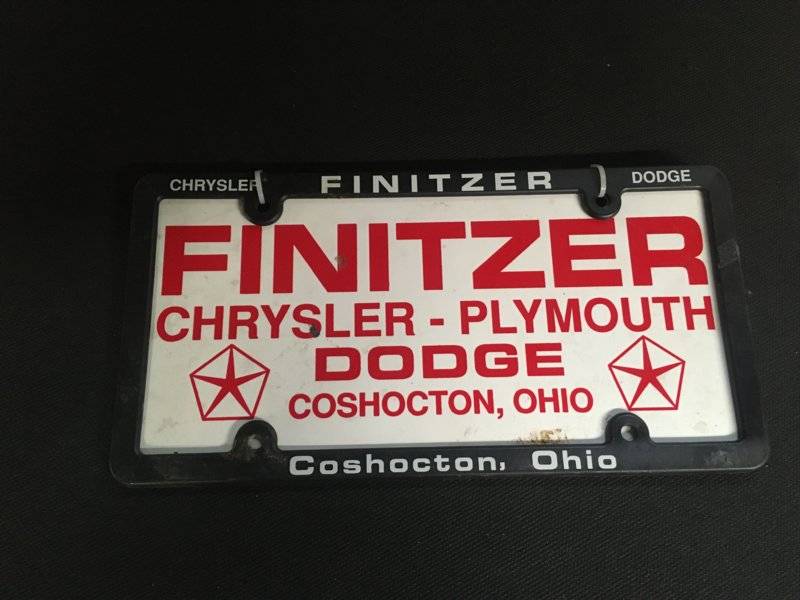 CHRYSLER FINITZER DODGE
FINITZER
CHRYSLER - PLYMOUTH
DODGE
COSHOCTON, OHIO
Coshocton, Ohio